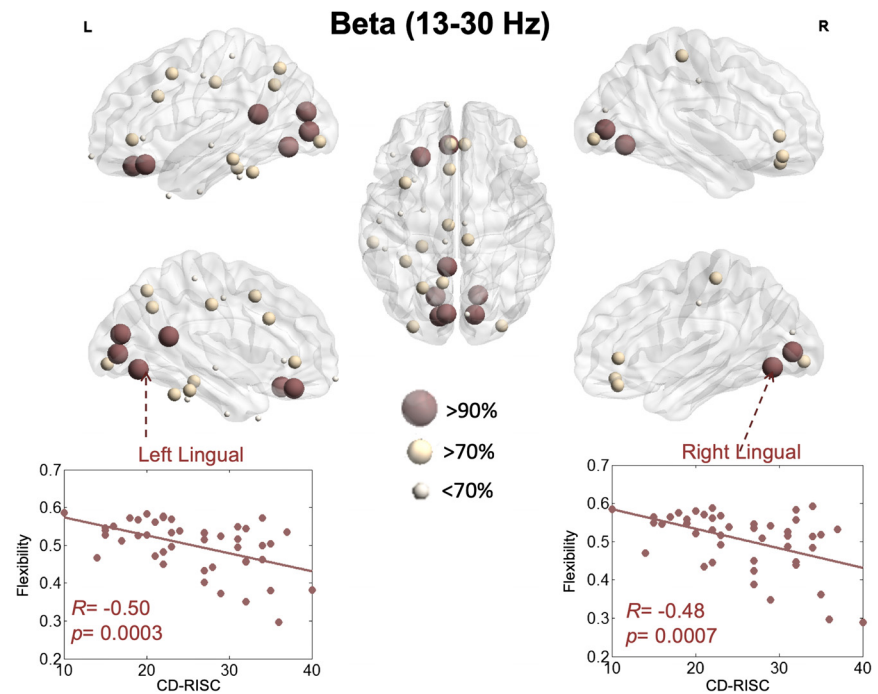 Beta (13-30 Hz)
L
R
>90%
>70%
<70%
Left Lingual
Right Lingual
0.7
0.6
0.5
0.4
0.3
0.2
Flexibility
R= -0.50
p= 0.0003
10
20
30
40
CD-RISC
0.7
0.6
0.5
0.4
0.3
0.2
Flexibility
R= -0.48
p= 0.0007
10
20
30
40
CD-RISC